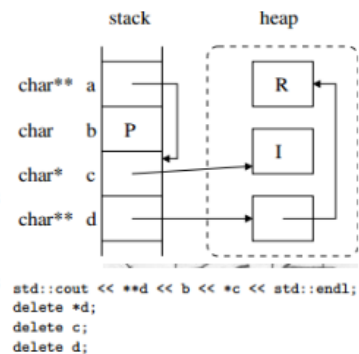 stack heap
char** a R
char b P
char* c I
char** d
std::cout << **d << b << *c << std::endl;
delete *d;
delete c;
delete d;